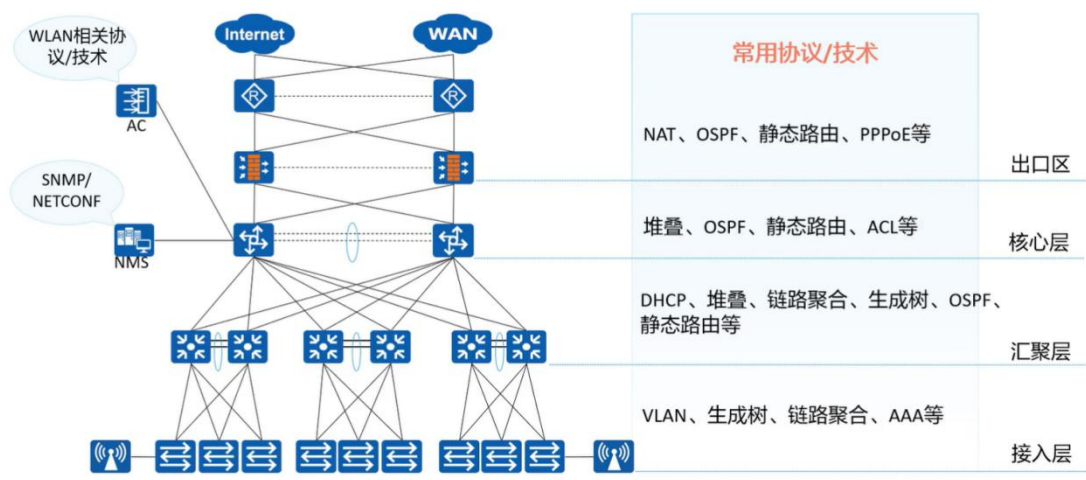 WLAN相关协
议/技术
Internet
WAN
常用协议/技术
R
R
AC
NAT、OSPF、静态路由、PPPoE等
出口区
SNMP/
NETCONF
堆叠、OSPF、静态路由、ACL等
核心层
NMS
DHCP、堆叠、链路聚合、生成树、OSPF、
静态路由等
汇聚层
VLAN、生成树、链路聚合、AAA等
接入层